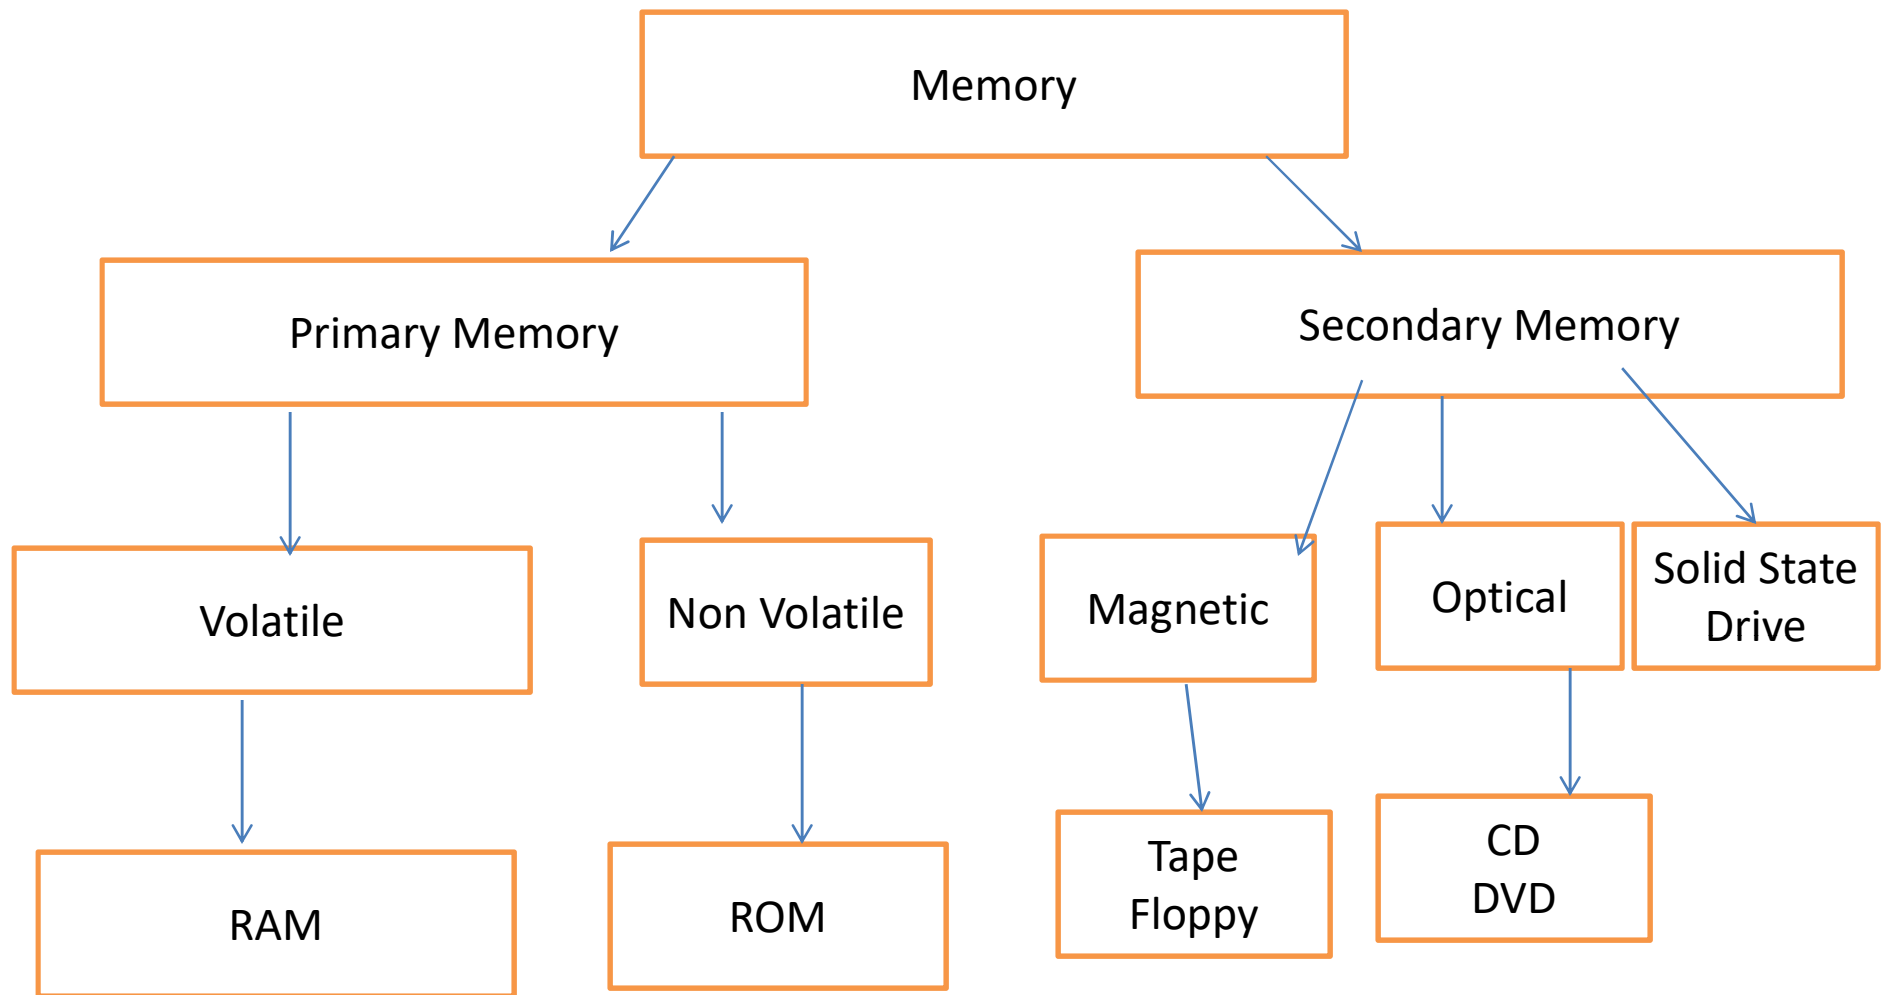 Memory
Primary Memory
Secondary Memory
Volatile
Non Volatile
Magnetic
Optical
Solid State
Drive
RAM
ROM
Tape
Floppy
CD
DVD